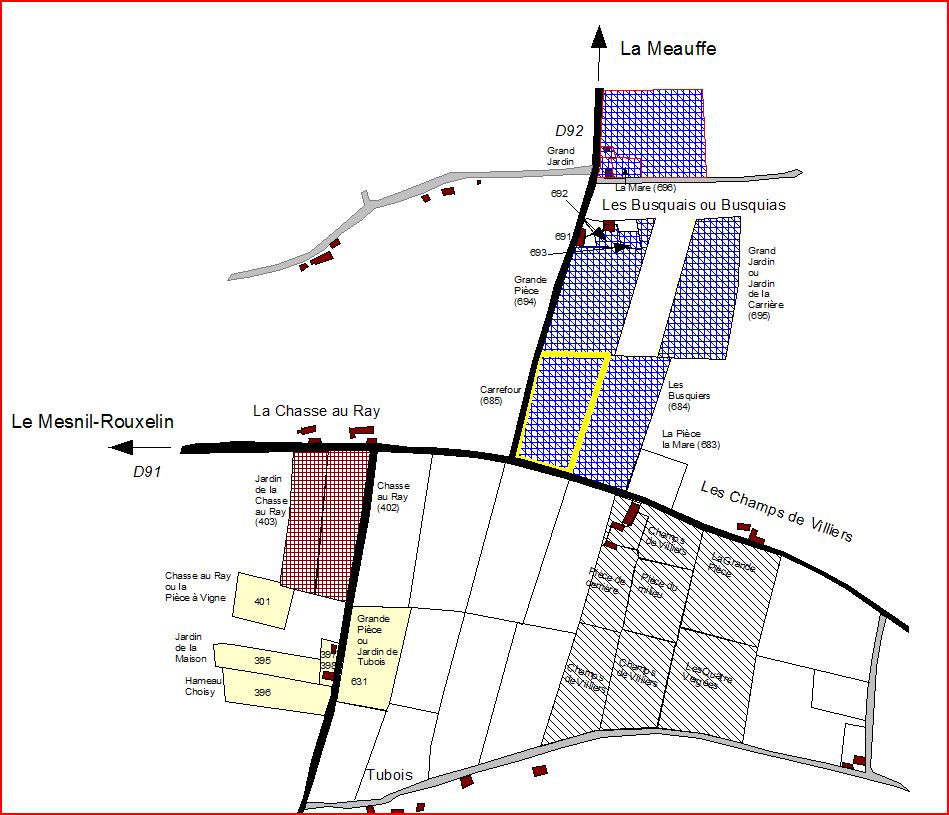 La Meauffe
D92
Grand
Jardin
La Mare (696)
692
Les Busquais ou Busquias
691
693
Grand
Jardin
ou
Jardin
de la
Carrière
(695)
Grande
Pièce
(694)
Carrefour
(685)
Les
Busquiers
(684)
La Chasse au Ray
Le Mesnil-Rouxelin
D91
La Pièce
la Mare (683)
Jardin
de la
Chasse
au Ray
(403)
Chasse
au Ray
(402)
Les Champs de Villiers
Champs
de Villiers
La Grande
Pièce
Pièce de
derrière
Pièce du
milieu
Chasse au Ray
ou la
Pièce à Vigne
401
Grande
Pièce
ou
Jardin de
Tubois
631
Jardin
de la
Maison
395
397
398
Hameau
Choisy
396
Champs
de Villiers
Champs
de Villiers
Les Quatre
Vergées
Tubois